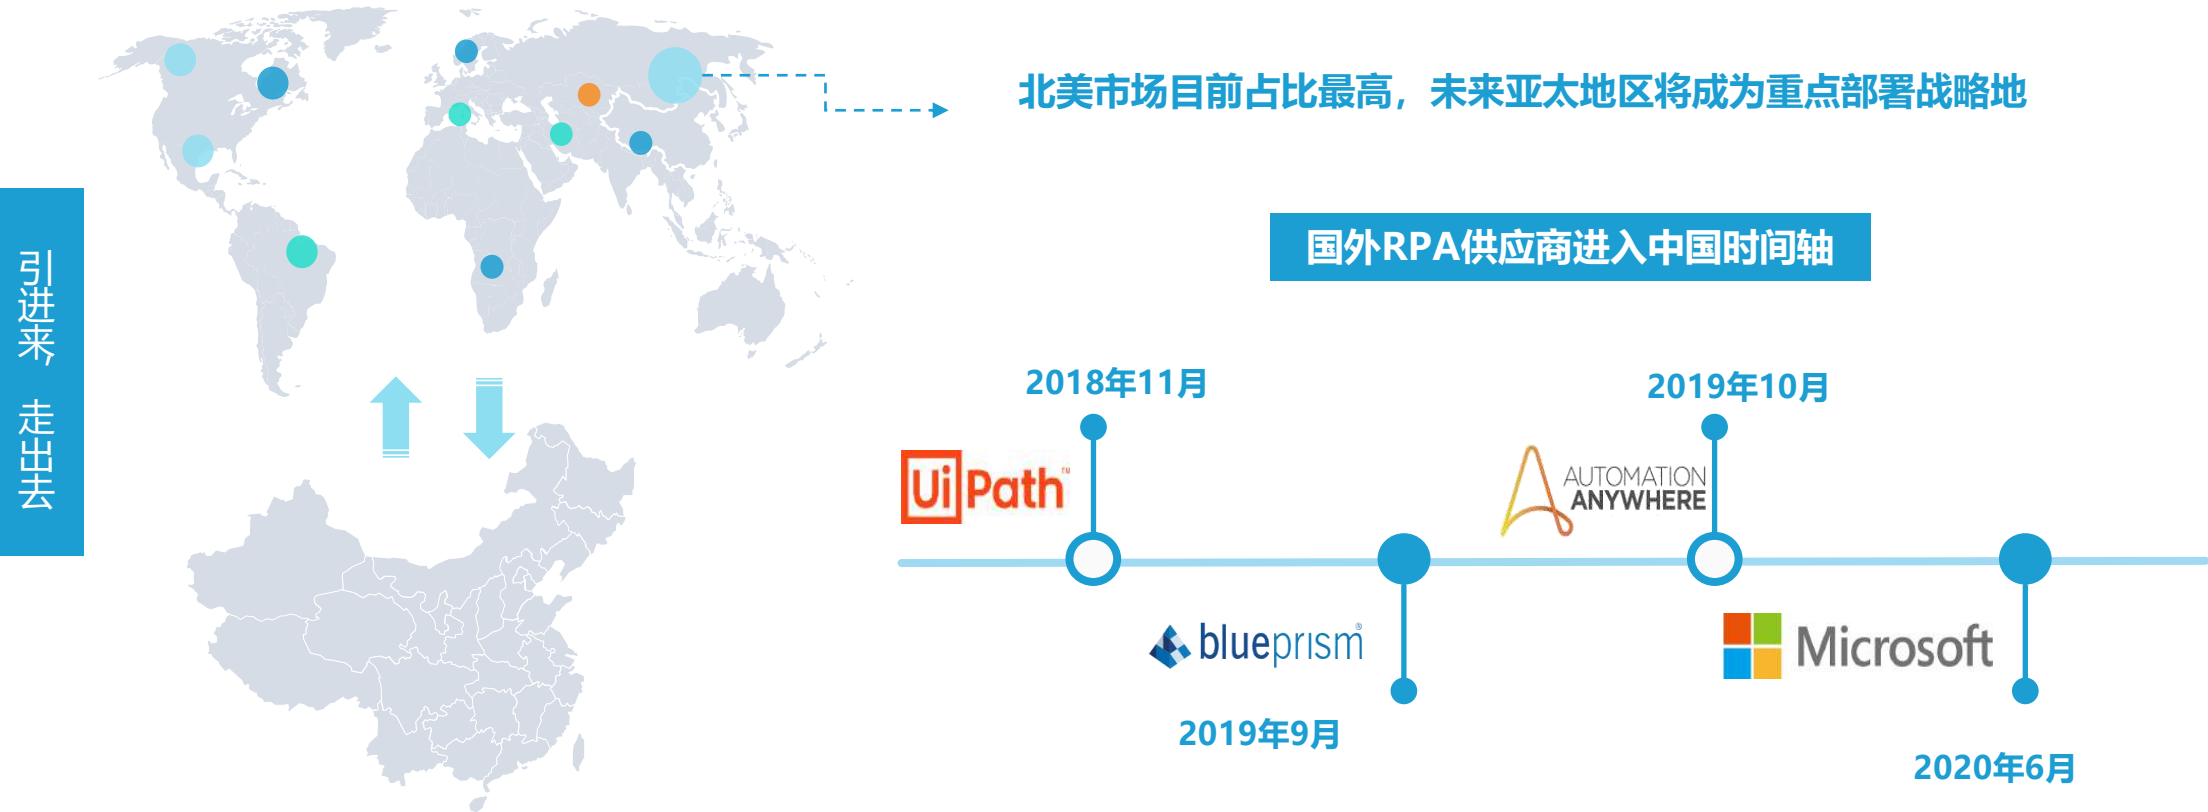 引进来，走出去
北美市场目前占比最高，未来亚太地区将成为重点部署战略地
国外RPA供应商进入中国时间轴
2018年11月
2019年10月
UiPath™
AUTOMATION
ANYWHERE
blueprism®
Microsoft
2019年9月
2020年6月